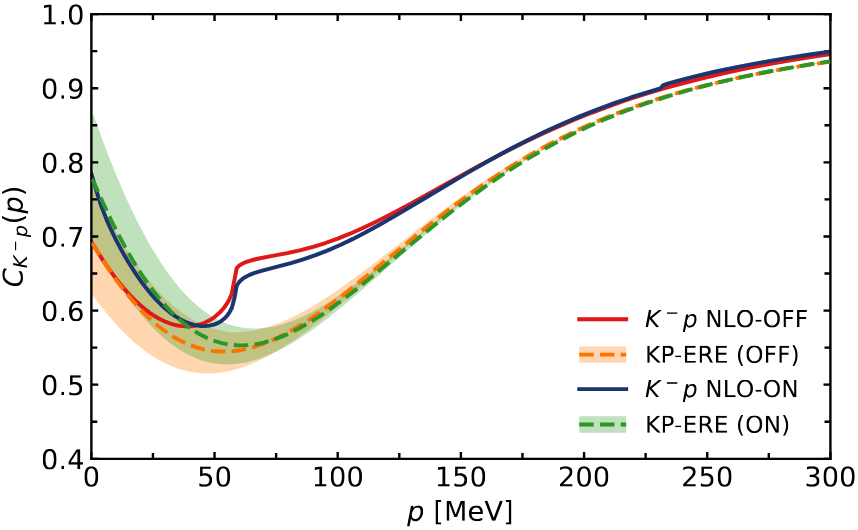 1.0
0.9
0.8
0.7
0.6
0.5
0.4
C_{K⁻p}(p)
K⁻p NLO-OFF
KP-ERE (OFF)
K⁻p NLO-ON
KP-ERE (ON)
0 50 100 150 200 250 300
p [MeV]